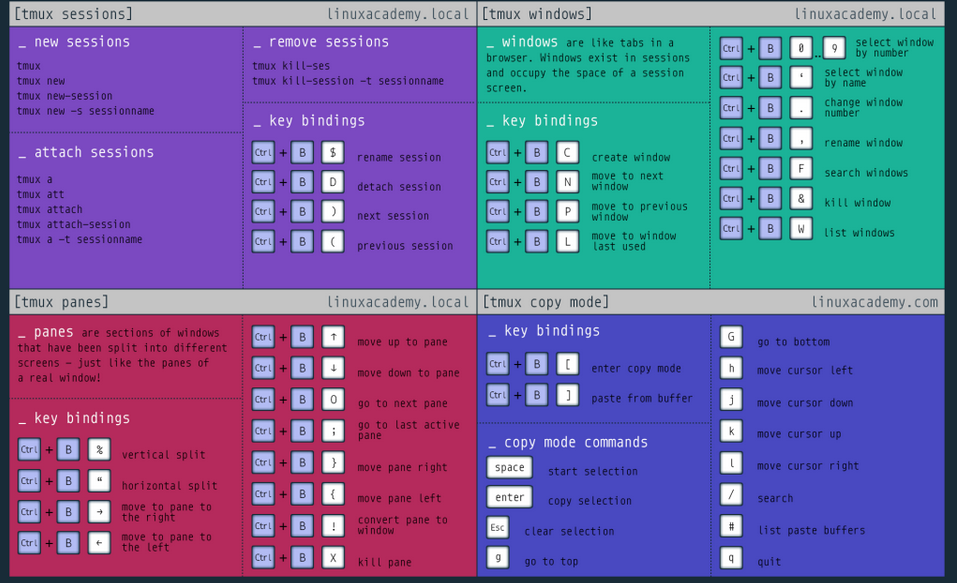 [tmux sessions] linuxacademy.local
_ new sessions
tmux
tmux new
tmux new-session
tmux new -s sessionname
_ attach sessions
tmux a
tmux att
tmux attach
tmux attach-session
tmux a -t sessionname
_ remove sessions
tmux kill-ses
tmux kill-session -t sessionname
_ key bindings
Ctrl + B $ rename session
Ctrl + B D detach session
Ctrl + B ) next session
Ctrl + B ( previous session
[tmux windows] linuxacademy.local
_ windows are like tabs in a
browser. Windows exist in sessions
and occupy the space of a session
screen.
_ key bindings
Ctrl + B C create window
Ctrl + B N move to next
window
Ctrl + B P move to previous
window
Ctrl + B L move to window
last used
Ctrl + B 0 .. 9 select window
by number
Ctrl + B ‘ select window
by name
Ctrl + B . change window
number
Ctrl + B , rename window
Ctrl + B F search windows
Ctrl + B & kill window
Ctrl + B W list windows
[tmux panes] linuxacademy.local
_ panes are sections of windows
that have been split into different
screens – just like the panes of
a real window!
_ key bindings
Ctrl + B % vertical split
Ctrl + B “ horizontal split
Ctrl + B → move to pane to
the right
Ctrl + B ← move to pane to
the left
Ctrl + B ↑ move up to pane
Ctrl + B ↓ move down to pane
Ctrl + B O go to next pane
Ctrl + B ; go to last active
pane
Ctrl + B } move pane right
Ctrl + B { move pane left
Ctrl + B ! convert pane to
window
Ctrl + B X kill pane
[tmux copy mode] linuxacademy.com
_ key bindings
Ctrl + B [ enter copy mode
Ctrl + B ] paste from buffer
_ copy mode commands
space start selection
enter copy selection
Esc clear selection
g go to top
G go to bottom
h move cursor left
j move cursor down
k move cursor up
l move cursor right
/ search
# list paste buffers
q quit